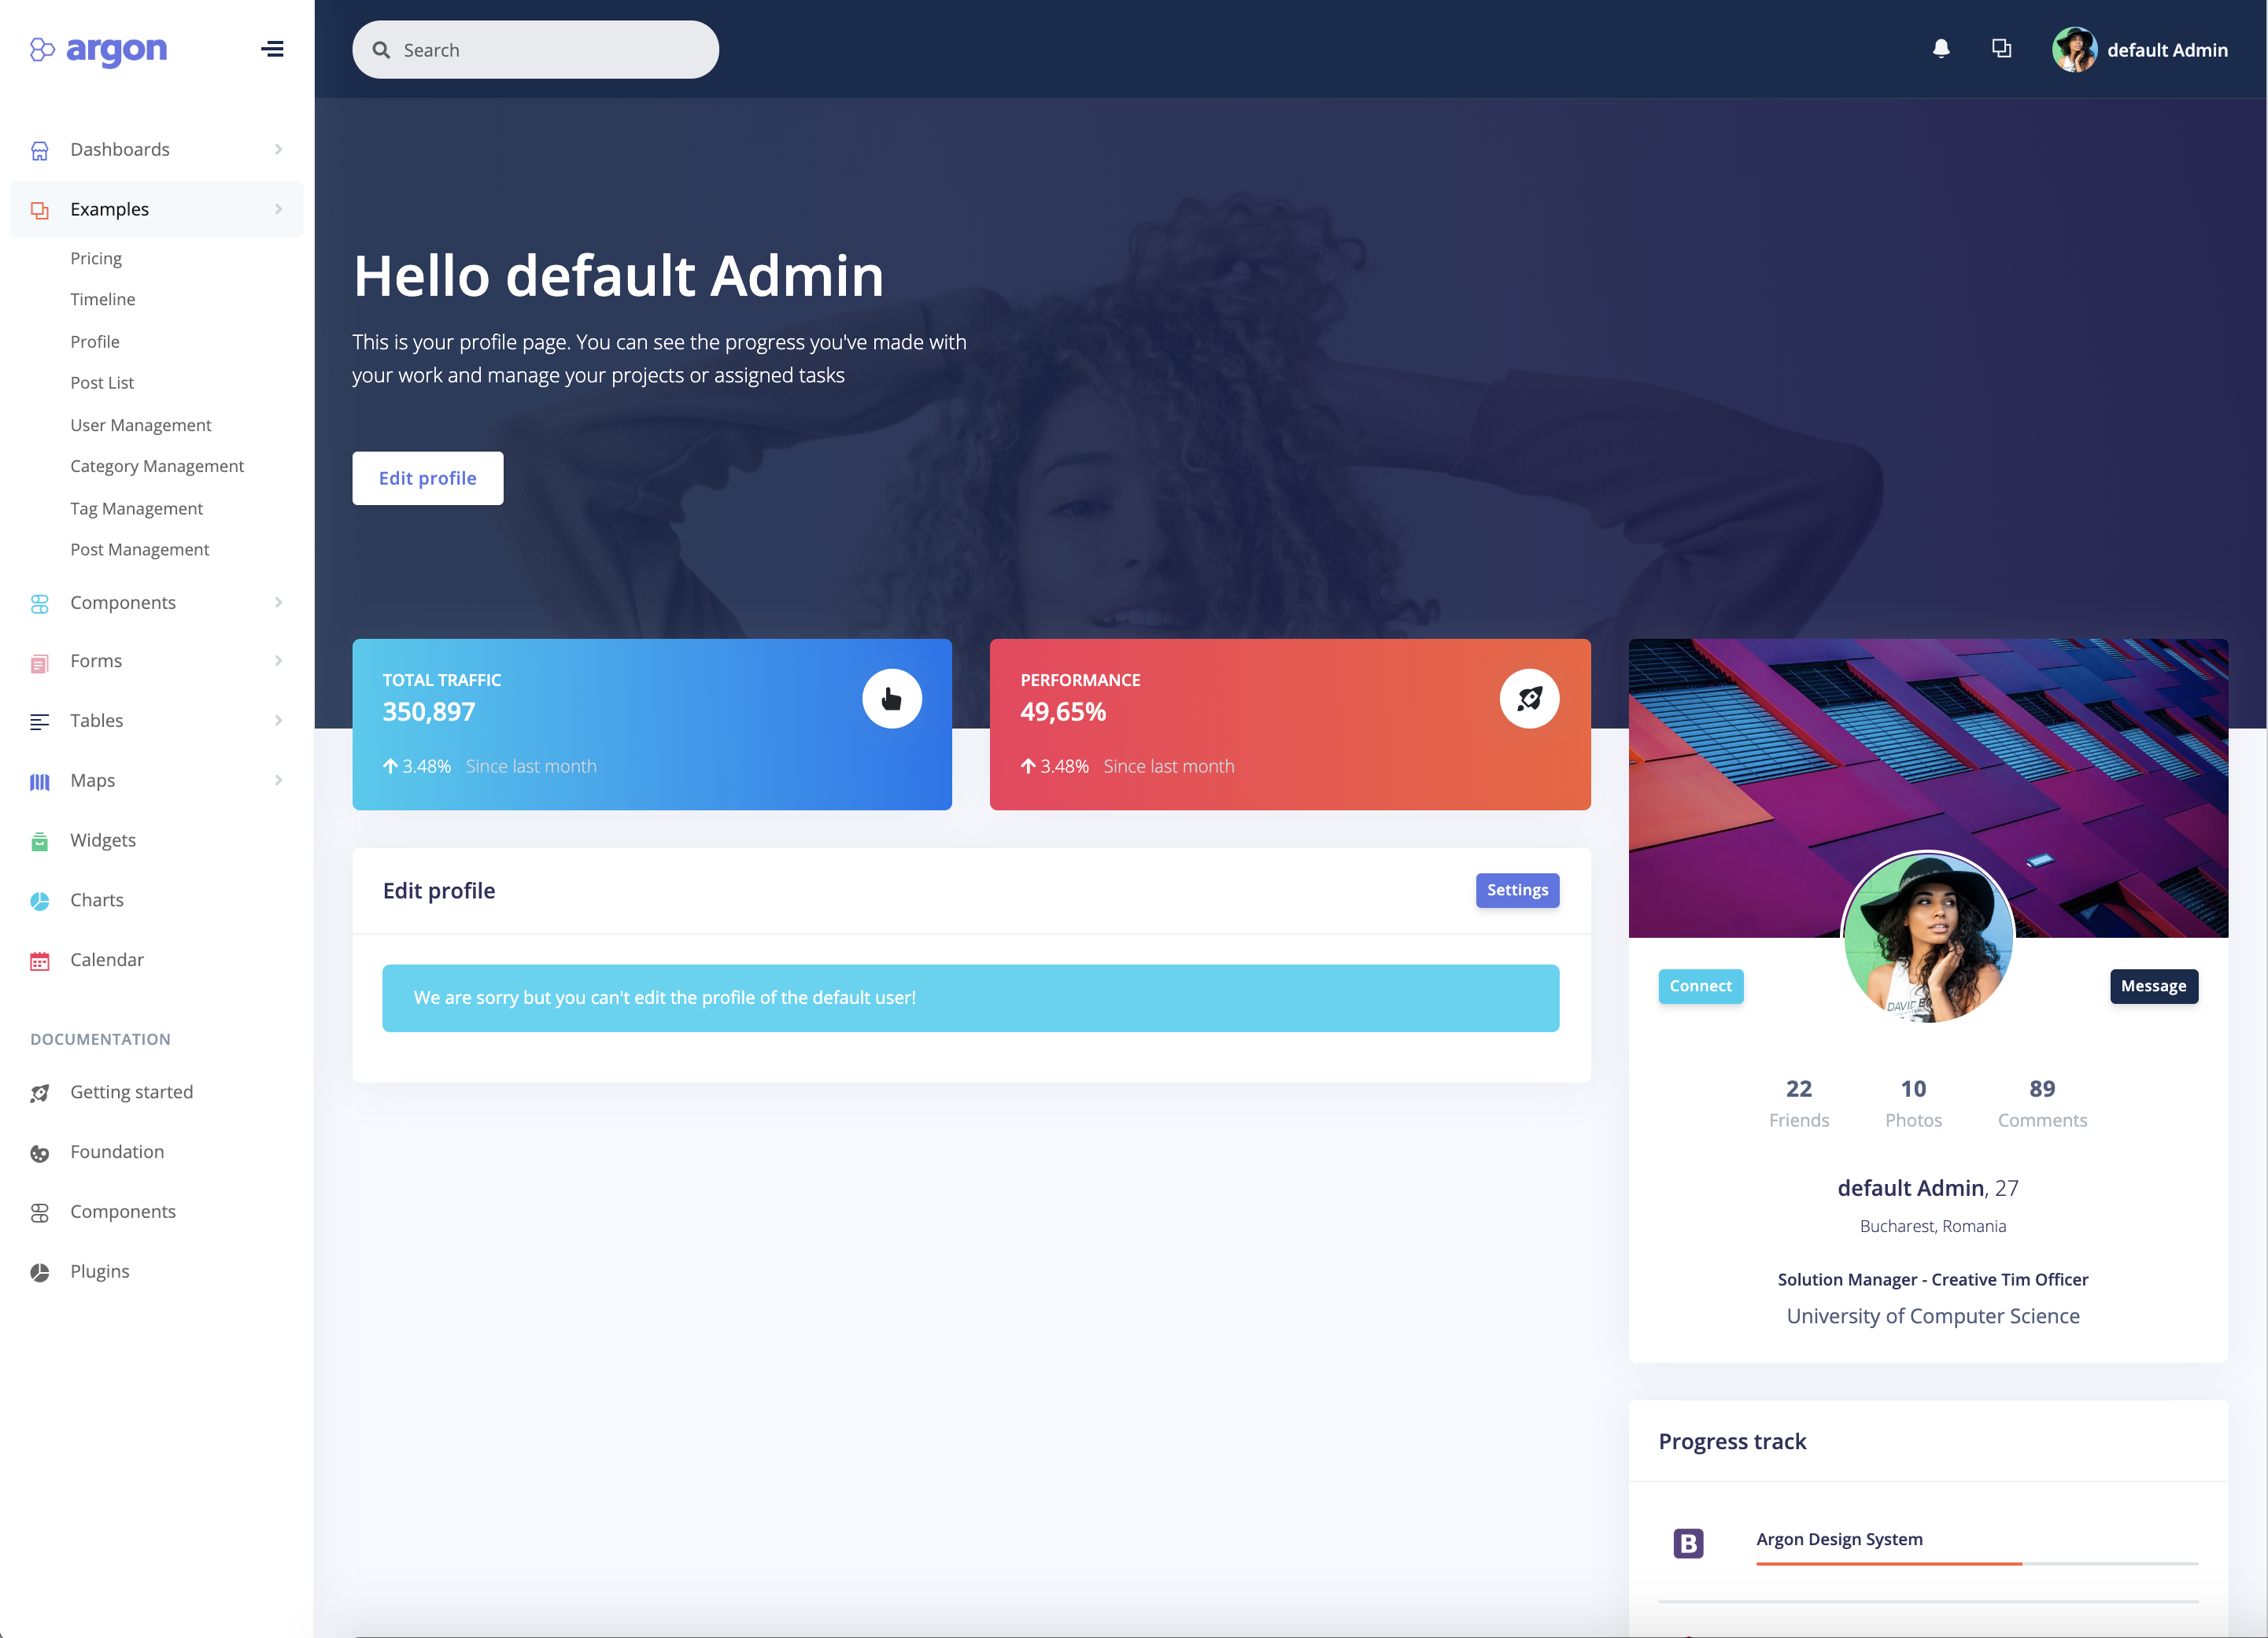 argon
Search
default Admin
Dashboards
Examples
Pricing
Timeline
Profile
Post List
User Management
Category Management
Tag Management
Post Management
Components
Forms
Tables
Maps
Widgets
Charts
Calendar
DOCUMENTATION
Getting started
Foundation
Components
Plugins
Hello default Admin
This is your profile page. You can see the progress you've made with
your work and manage your projects or assigned tasks
Edit profile
TOTAL TRAFFIC
350,897
3.48% Since last month
PERFORMANCE
49,65%
3.48% Since last month
Edit profile
Settings
We are sorry but you can't edit the profile of the default user!
Connect
Message
22
Friends
10
Photos
89
Comments
default Admin, 27
Bucharest, Romania
Solution Manager - Creative Tim Officer
University of Computer Science
Progress track
B
Argon Design System